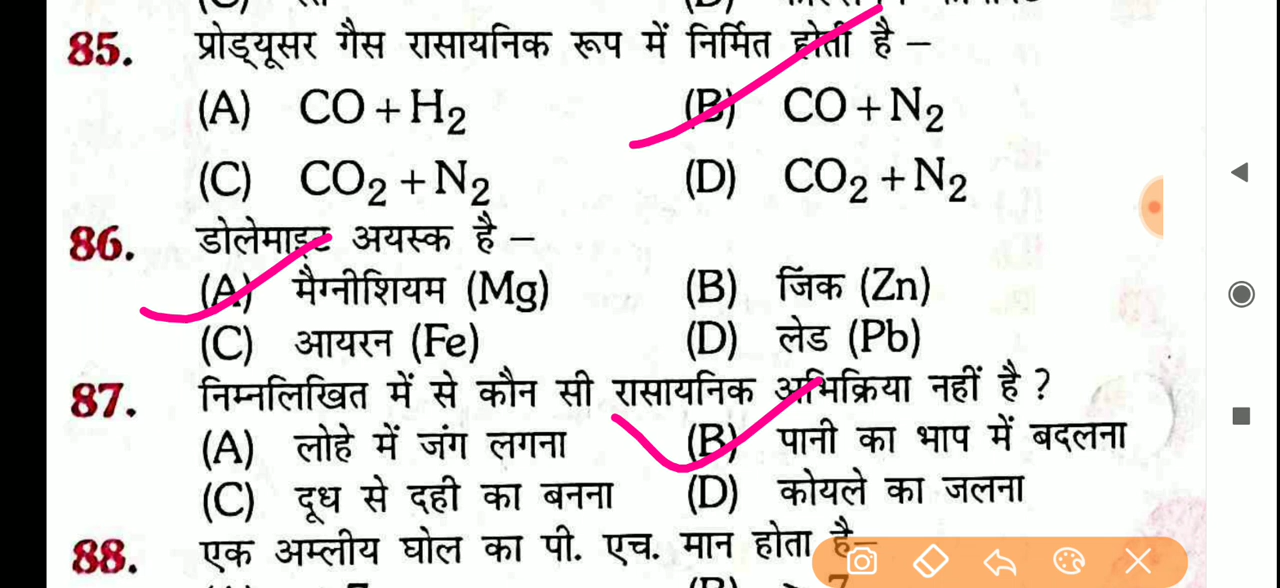 85. प्रोड्यूसर गैस रासायनिक रूप में निर्मित होती है –
(A) CO + H₂ (B) CO + N₂
(C) CO₂ + N₂ (D) CO₂ + N₂
86. डोलेमाइट अयस्क है –
(A) मैग्नीशियम (Mg) (B) जिंक (Zn)
(C) आयरन (Fe) (D) लेड (Pb)
87. निम्नलिखित में से कौन सी रासायनिक अभिक्रिया नहीं है ?
(A) लोहे में जंग लगना (B) पानी का भाप में बदलना
(C) दूध से दही का बनना (D) कोयले का जलना
88. एक अम्लीय घोल का पी. एच. मान होता है–